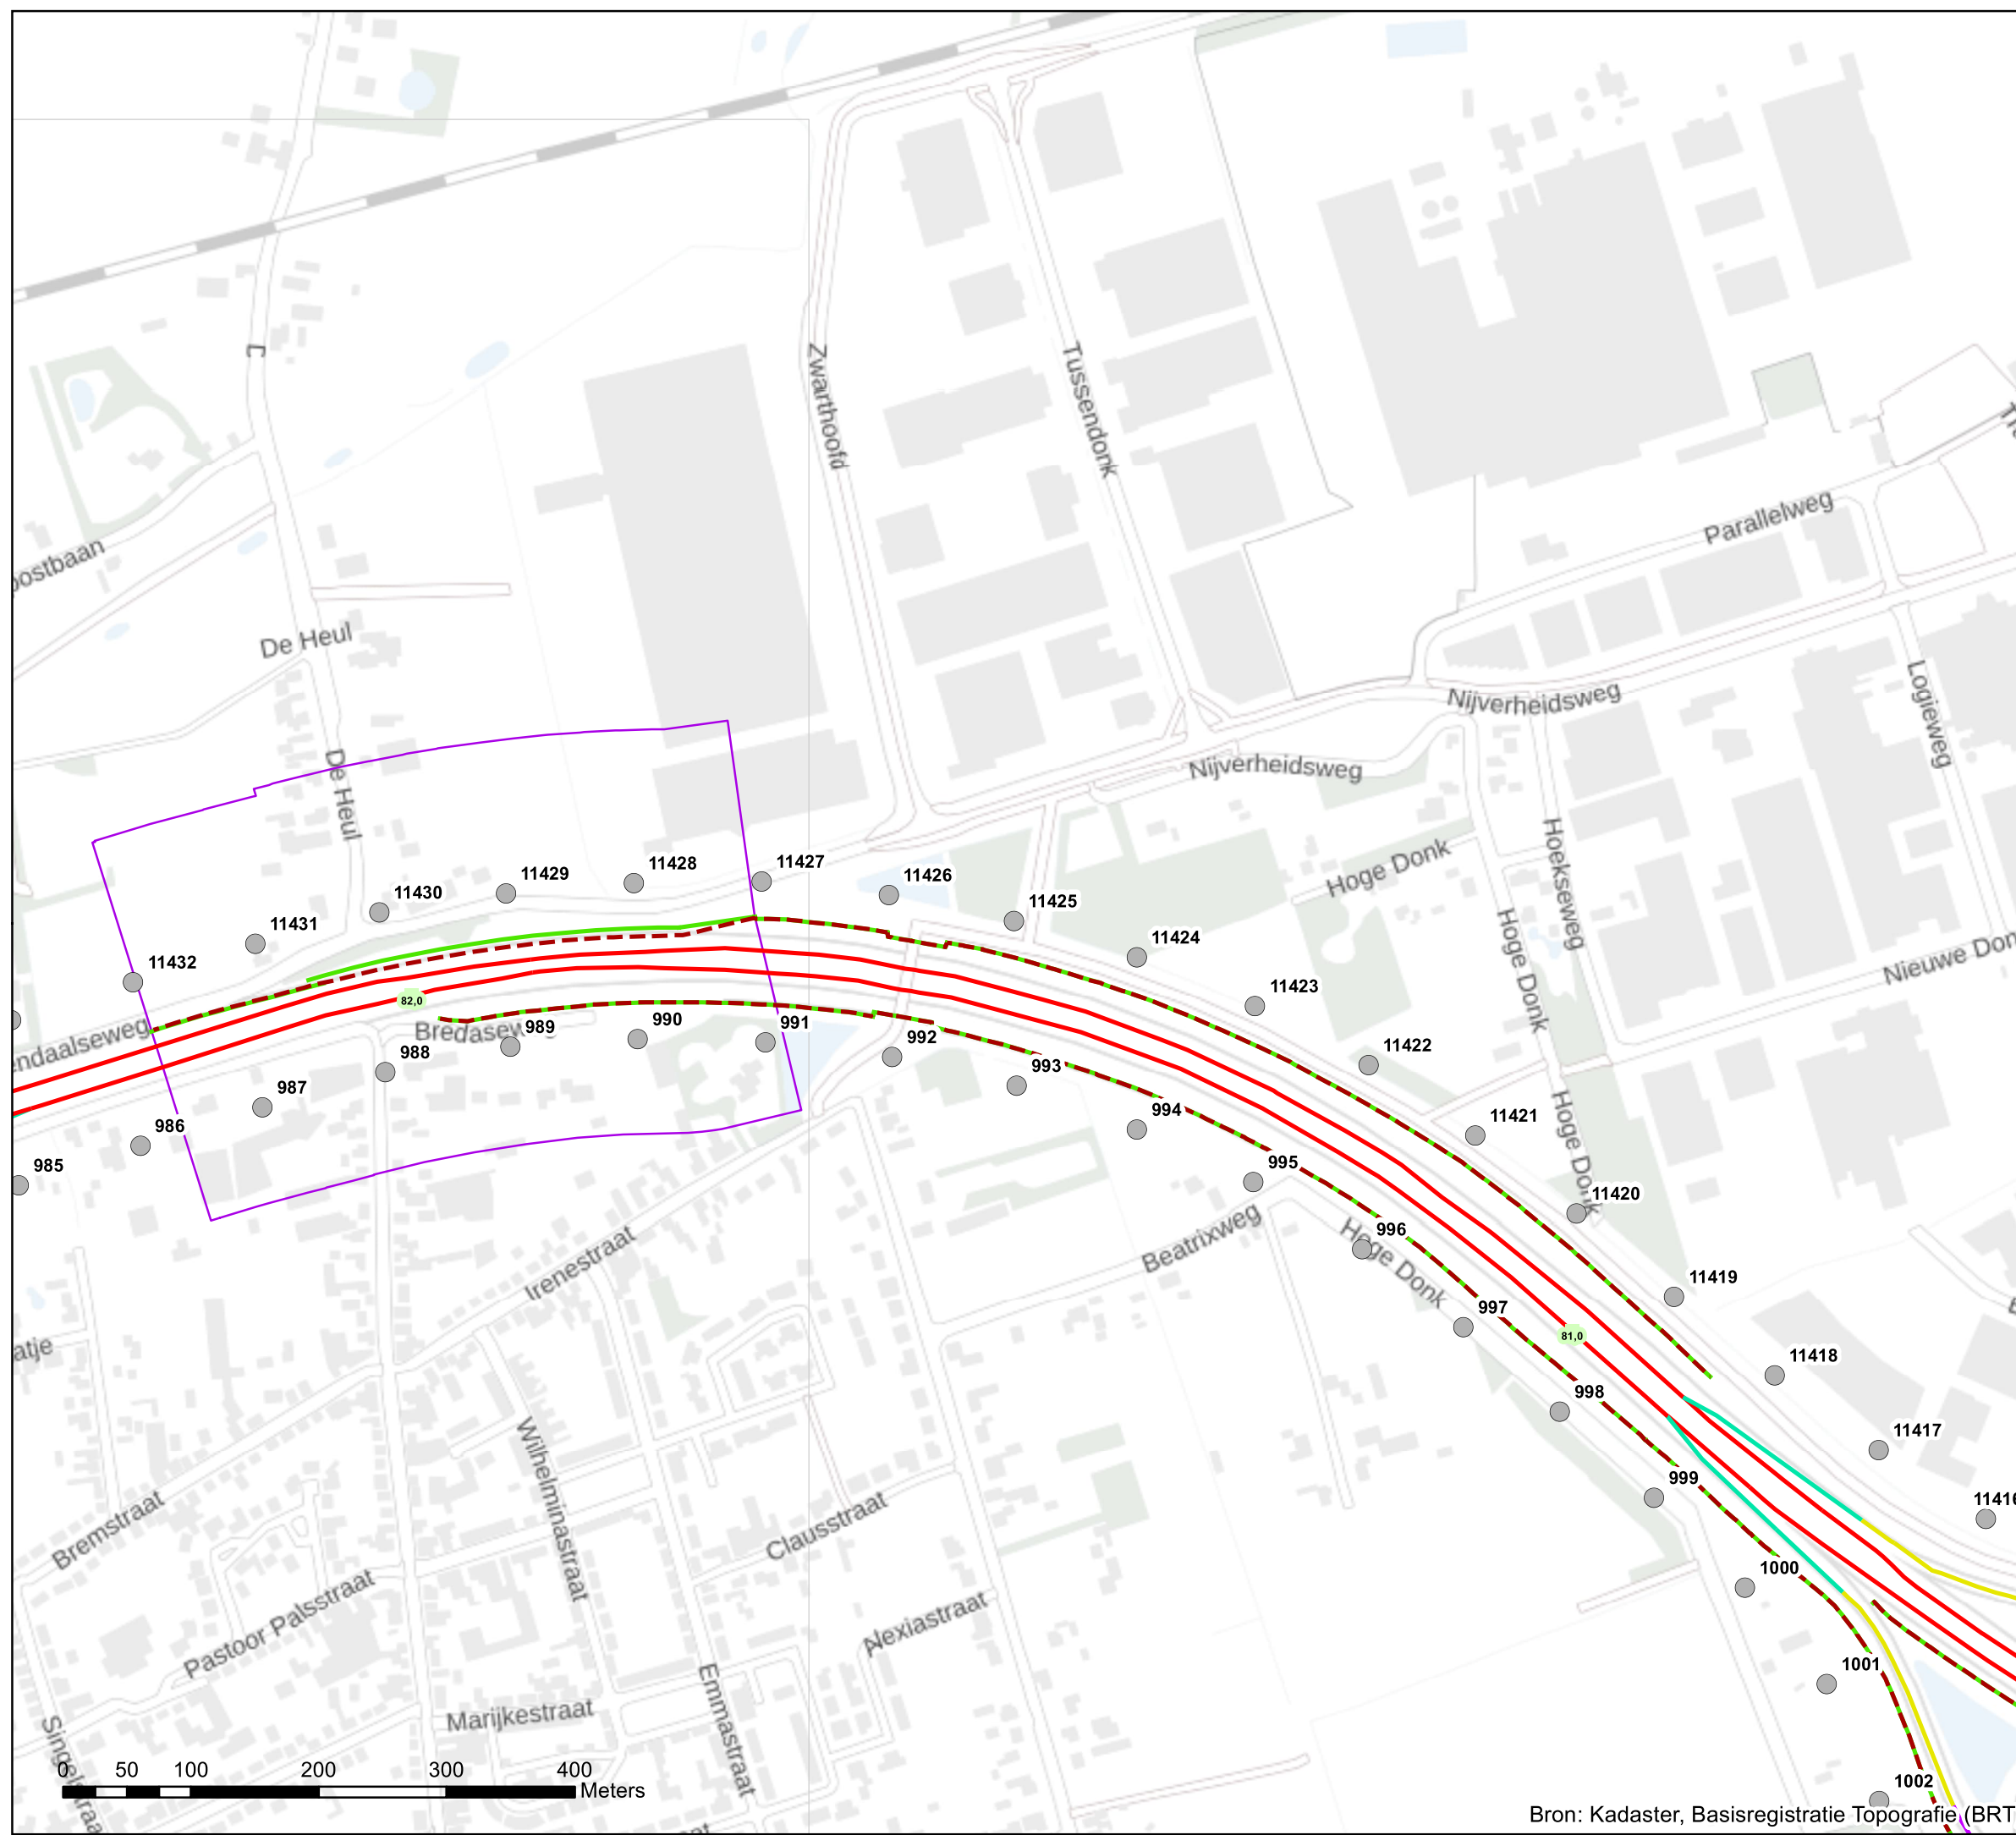 Zwarthoofd
Tussendonk
Parallelweg
De Heul
Nijverheidsweg
Logieweg
De Heul
Nijverheidsweg
Hoekseweg
Hoge Donk
11427
11428
11426
11429
11430
11425
Hoge Donk
11431
11424
Nieuwe Don
11432
11423
82,0
Bredasew
989
990
991
992
11422
endaalseweg
988
993
987
994
11421
Hoge Donk
986
995
985
11420
996
Beatrixweg
Hoge Donk
Irenestraat
11419
997
81,0
atje
11418
998
Wilhelminastraat
11417
999
Bremstraat
Clausstraat
11416
1000
Pastoor Palsstraat
Nexiastraat
1001
Emmastraat
Marijkestraat
0 50 100 200 300 400
Meters
1002
Bron: Kadaster, Basisregistratie Topografie (BRT